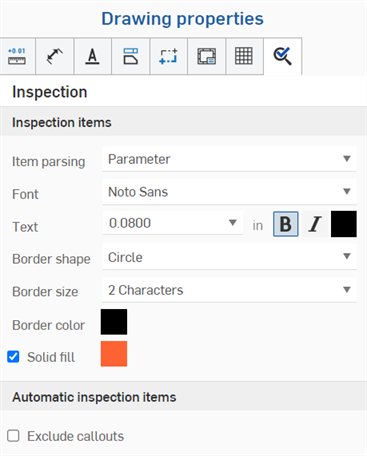 Drawing properties
+0.01
A
Inspection
Inspection items
Item parsing Parameter
Font Noto Sans
Text 0.0800 in B I
Border shape Circle
Border size 2 Characters
Border color
Solid fill
Automatic inspection items
Exclude callouts